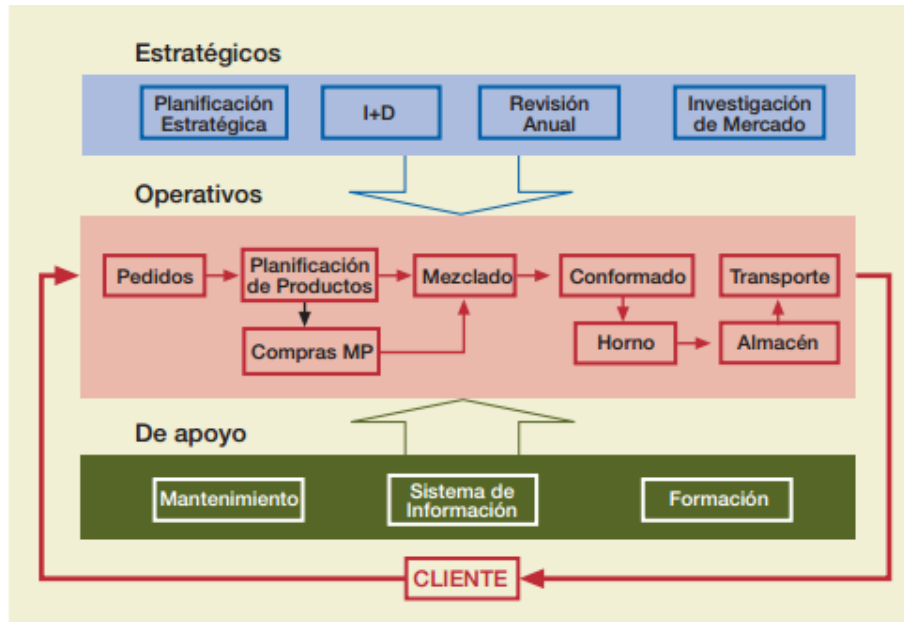 Estratégicos
Planificación
Estratégica
I+D
Revisión
Anual
Investigación
de Mercado
Operativos
Pedidos
Planificación
de Productos
Mezclado
Conformado
Transporte
Compras MP
Horno
Almacén
De apoyo
Mantenimiento
Sistema de
Información
Formación
CLIENTE